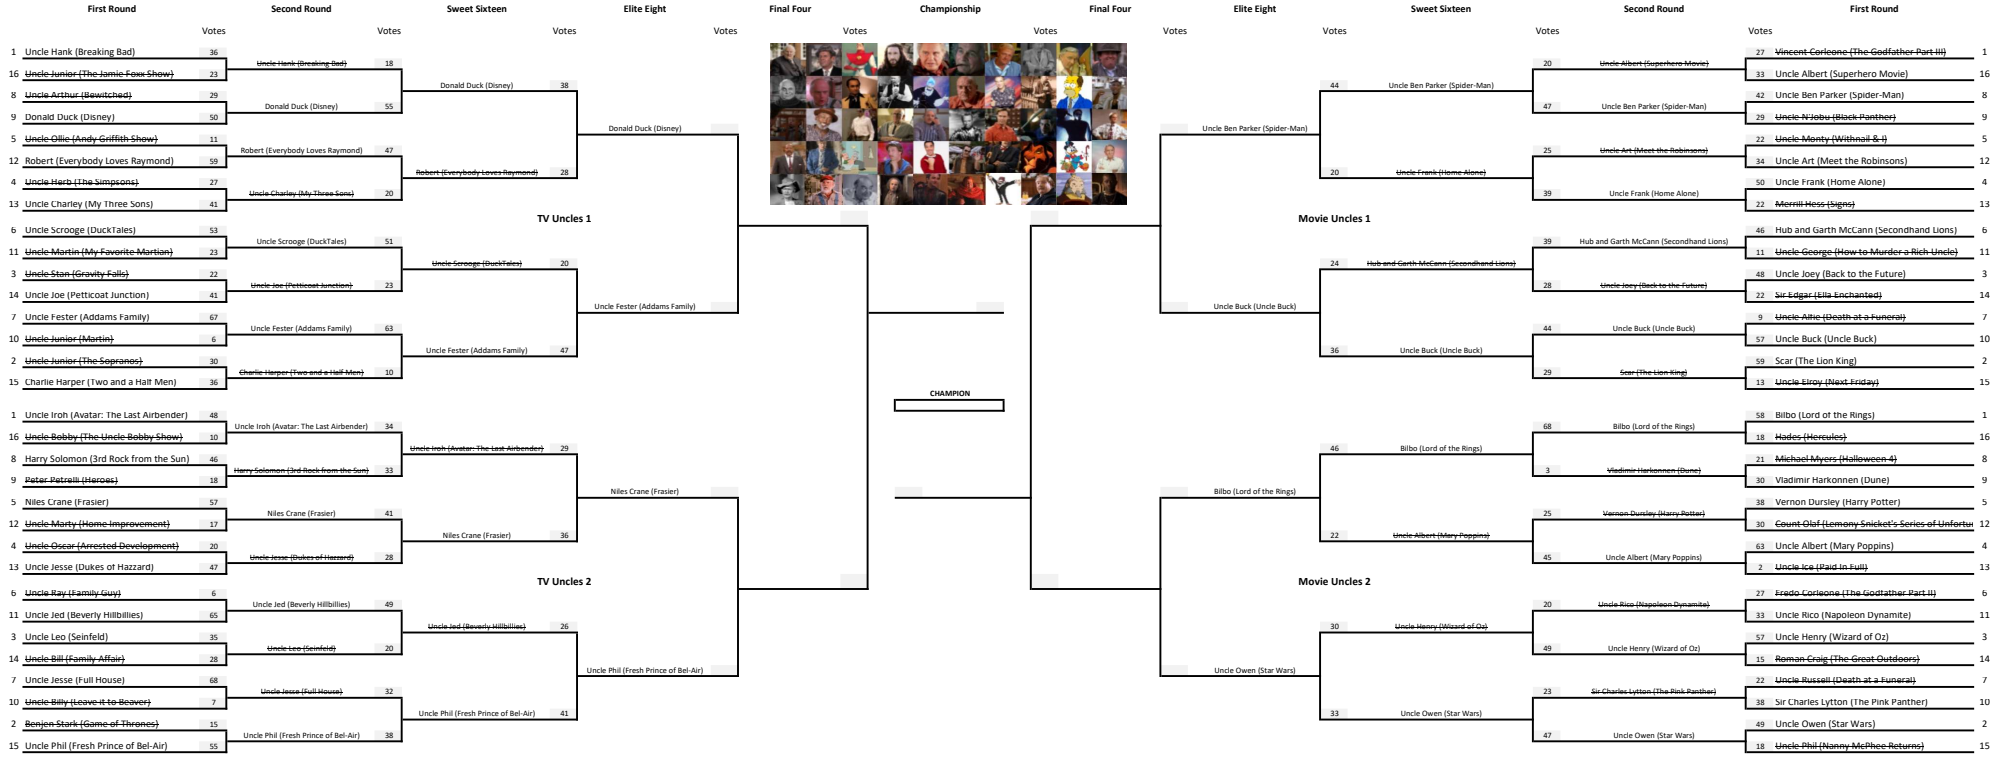 First Round Second Round Sweet Sixteen Elite Eight Final Four Championship Final Four Elite Eight Sweet Sixteen Second Round First Round
Votes Votes Votes Votes Votes Votes Votes Votes Votes Votes
1 Uncle Hank (Breaking Bad) 36
16 Uncle Junior (The Jamie Foxx Show) 23
8 Uncle Arthur (Bewitched) 29
9 Donald Duck (Disney) 50
5 Uncle Ollie (Andy Griffith Show) 11
12 Robert (Everybody Loves Raymond) 59
4 Uncle Herb (The Simpsons) 27
13 Uncle Charley (My Three Sons) 41
6 Uncle Scrooge (DuckTales) 53
11 Uncle Martin (My Favorite Martian) 23
3 Uncle Stan (Gravity Falls) 22
14 Uncle Joe (Petticoat Junction) 41
7 Uncle Fester (Addams Family) 67
10 Uncle Junior (Martin) 6
2 Uncle Junior (The Sopranos) 30
15 Charlie Harper (Two and a Half Men) 36
1 Uncle Iroh (Avatar: The Last Airbender) 48
16 Uncle Bobby (The Uncle Bobby Show) 10
8 Harry Solomon (3rd Rock from the Sun) 46
9 Peter Petrelli (Heroes) 18
5 Niles Crane (Frasier) 57
12 Uncle Marty (Home Improvement) 17
4 Uncle Oscar (Arrested Development) 20
13 Uncle Jesse (Dukes of Hazzard) 47
6 Uncle Ray (Family Guy) 6
11 Uncle Jed (Beverly Hillbillies) 65
3 Uncle Leo (Seinfeld) 35
14 Uncle Bill (Family Affair) 28
7 Uncle Jesse (Full House) 68
10 Uncle Billy (Leave it to Beaver) 7
2 Benjen Stark (Game of Thrones) 15
15 Uncle Phil (Fresh Prince of Bel-Air) 55
Uncle Hank (Breaking Bad) 18
Donald Duck (Disney) 55
Robert (Everybody Loves Raymond) 47
Uncle Charley (My Three Sons) 20
Uncle Scrooge (DuckTales) 51
Uncle Joe (Petticoat Junction) 23
Uncle Fester (Addams Family) 63
Charlie Harper (Two and a Half Men) 10
Uncle Iroh (Avatar: The Last Airbender) 34
Harry Solomon (3rd Rock from the Sun) 33
Niles Crane (Frasier) 41
Uncle Jesse (Dukes of Hazzard) 28
Uncle Jed (Beverly Hillbillies) 49
Uncle Leo (Seinfeld) 20
Uncle Jesse (Full House) 32
Uncle Phil (Fresh Prince of Bel-Air) 38
Donald Duck (Disney) 38
Robert (Everybody Loves Raymond) 28
TV Uncles 1
Uncle Scrooge (DuckTales) 20
Uncle Fester (Addams Family) 47
Uncle Iroh (Avatar: The Last Airbender) 29
Niles Crane (Frasier) 36
TV Uncles 2
Uncle Jed (Beverly Hillbillies) 26
Uncle Phil (Fresh Prince of Bel-Air) 41
Donald Duck (Disney)
Uncle Fester (Addams Family)
Niles Crane (Frasier)
Uncle Phil (Fresh Prince of Bel-Air)
CHAMPION
Uncle Ben Parker (Spider-Man)
Uncle Buck (Uncle Buck)
Bilbo (Lord of the Rings)
Uncle Owen (Star Wars)
44 Uncle Ben Parker (Spider-Man)
20 Uncle Frank (Home Alone)
Movie Uncles 1
24 Hub and Garth McCann (Secondhand Lions)
36 Uncle Buck (Uncle Buck)
46 Bilbo (Lord of the Rings)
22 Uncle Albert (Mary Poppins)
Movie Uncles 2
30 Uncle Henry (Wizard of Oz)
33 Uncle Owen (Star Wars)
20 Uncle Albert (Superhero Movie)
47 Uncle Ben Parker (Spider-Man)
25 Uncle Art (Meet the Robinsons)
39 Uncle Frank (Home Alone)
39 Hub and Garth McCann (Secondhand Lions)
28 Uncle Joey (Back to the Future)
44 Uncle Buck (Uncle Buck)
29 Scar (The Lion King)
68 Bilbo (Lord of the Rings)
3 Vladimir Harkonnen (Dune)
25 Vernon Dursley (Harry Potter)
45 Uncle Albert (Mary Poppins)
20 Uncle Rico (Napoleon Dynamite)
49 Uncle Henry (Wizard of Oz)
23 Sir Charles Lytton (The Pink Panther)
47 Uncle Owen (Star Wars)
27 Vincent Corleone (The Godfather Part III) 1
33 Uncle Albert (Superhero Movie) 16
42 Uncle Ben Parker (Spider-Man) 8
29 Uncle N'Jobu (Black Panther) 9
22 Uncle Monty (Withnail & I) 5
34 Uncle Art (Meet the Robinsons) 12
50 Uncle Frank (Home Alone) 4
22 Merrill Hess (Signs) 13
46 Hub and Garth McCann (Secondhand Lions) 6
11 Uncle George (How to Murder a Rich Uncle) 11
48 Uncle Joey (Back to the Future) 3
22 Sir Edgar (Ella Enchanted) 14
9 Uncle Alfie (Death at a Funeral) 7
57 Uncle Buck (Uncle Buck) 10
59 Scar (The Lion King) 2
13 Uncle Elroy (Next Friday) 15
58 Bilbo (Lord of the Rings) 1
18 Hades (Hercules) 16
21 Michael Myers (Halloween 4) 8
30 Vladimir Harkonnen (Dune) 9
38 Vernon Dursley (Harry Potter) 5
30 Count Olaf (Lemony Snicket's Series of Unfortu 12
63 Uncle Albert (Mary Poppins) 4
2 Uncle Ice (Paid In Full) 13
27 Fredo Corleone (The Godfather Part II) 6
33 Uncle Rico (Napoleon Dynamite) 11
57 Uncle Henry (Wizard of Oz) 3
15 Roman Craig (The Great Outdoors) 14
22 Uncle Russell (Death at a Funeral) 7
38 Sir Charles Lytton (The Pink Panther) 10
49 Uncle Owen (Star Wars) 2
18 Uncle Phil (Nanny McPhee Returns) 15